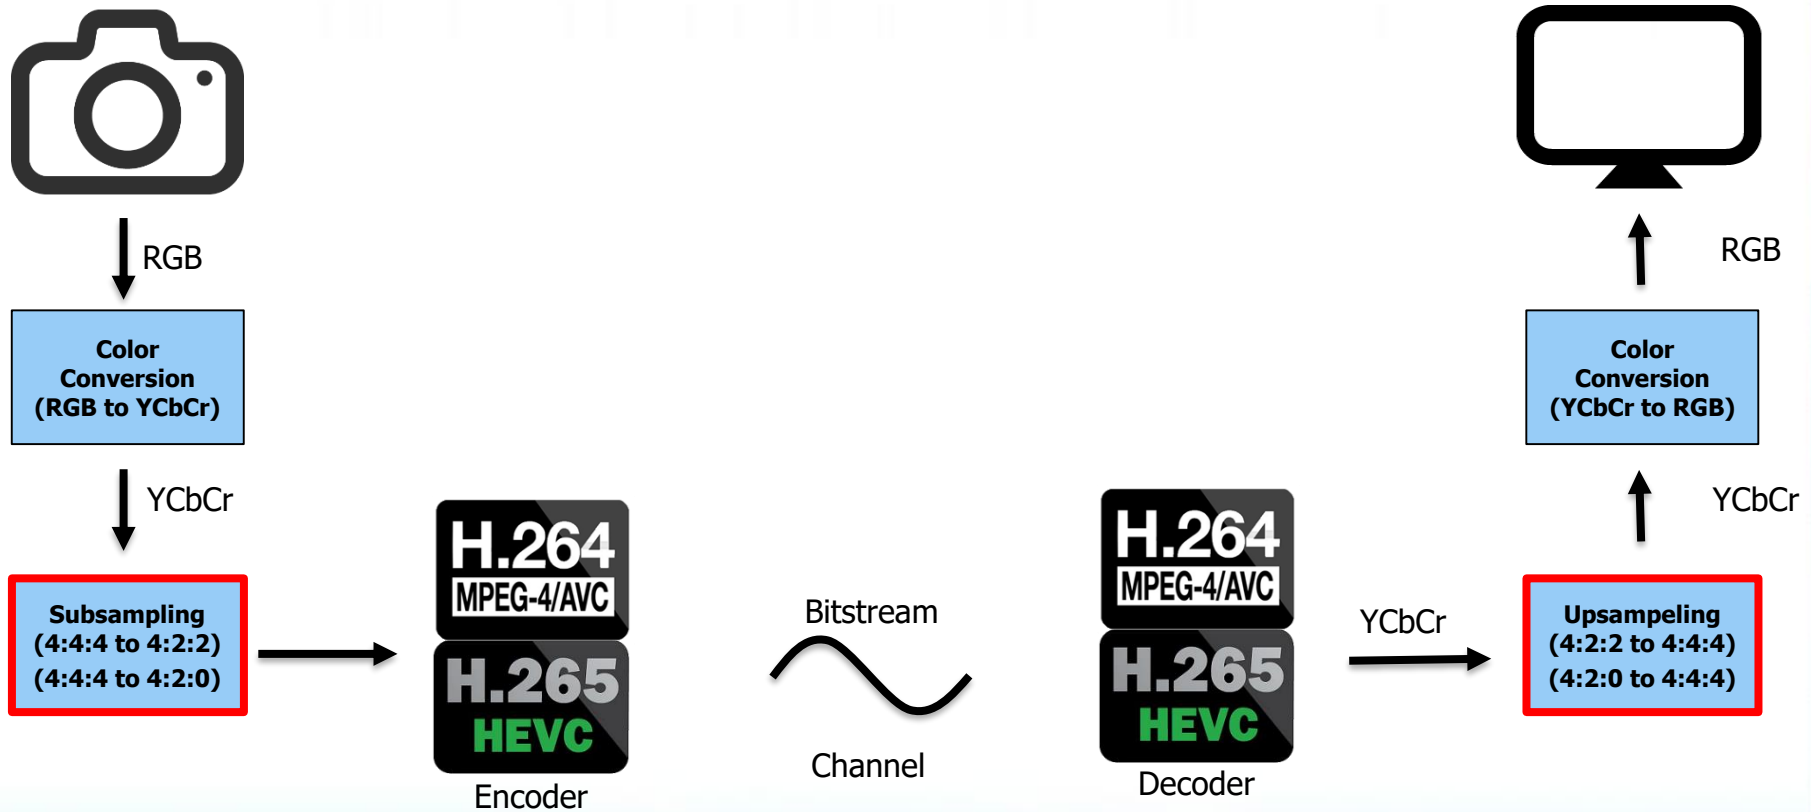 RGB
Color
Conversion
(RGB to YCbCr)
YCbCr
Subsampling
(4:4:4 to 4:2:2)
(4:4:4 to 4:2:0)
H.264
MPEG-4/AVC
H.265
HEVC
Encoder
Bitstream
Channel
H.264
MPEG-4/AVC
H.265
HEVC
Decoder
YCbCr
Upsampeling
(4:2:2 to 4:4:4)
(4:2:0 to 4:4:4)
YCbCr
Color
Conversion
(YCbCr to RGB)
RGB